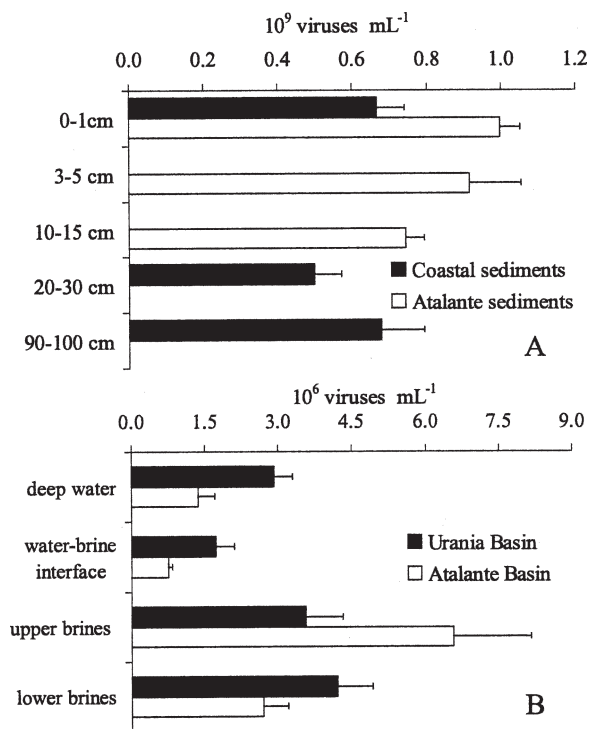 10⁹ viruses mL⁻¹
0.0 0.2 0.4 0.6 0.8 1.0 1.2
0-1cm
3-5 cm
10-15 cm
20-30 cm
90-100 cm
Coastal sediments
Atalante sediments
A
10⁶ viruses mL⁻¹
0.0 1.5 3.0 4.5 6.0 7.5 9.0
deep water
water-brine
interface
upper brines
lower brines
Urania Basin
Atalante Basin
B